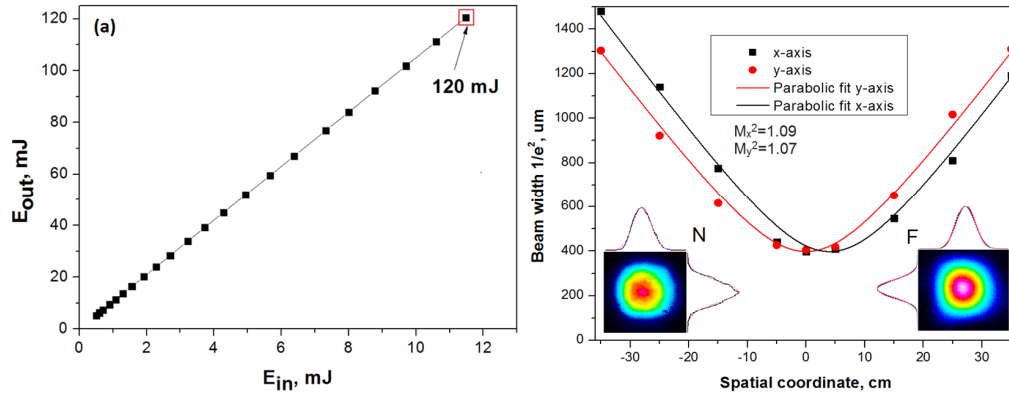 (a)
120
100
80
60
40
20
0
E_out, mJ
120 mJ
0
2
4
6
8
10
12
E_in, mJ
1400
1200
1000
800
600
400
200
0
Beam width 1/e², um
x-axis
y-axis
Parabolic fit y-axis
Parabolic fit x-axis
Mx²=1.09
My²=1.07
N
F
-30
-20
-10
0
10
20
30
Spatial coordinate, cm